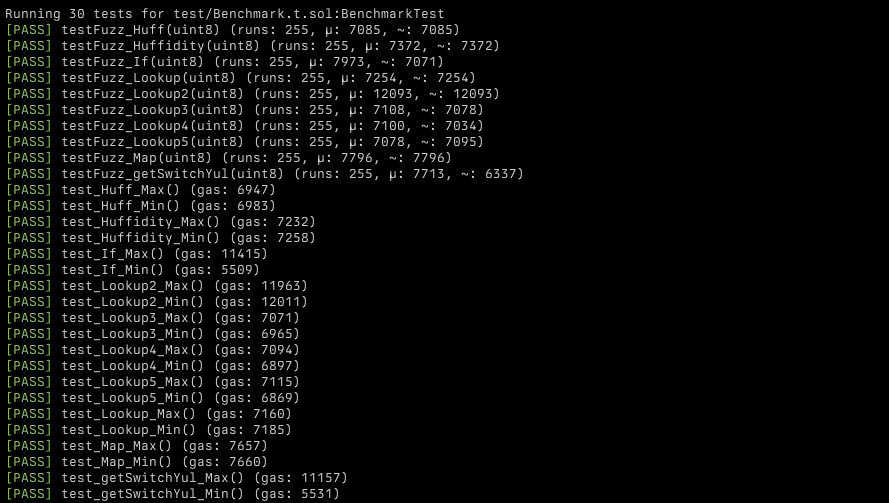 Running 30 tests for test/Benchmark.t.sol:BenchmarkTest
[PASS] testFuzz_Huff(uint8) (runs: 255, μ: 7085, ~: 7085)
[PASS] testFuzz_Huffidity(uint8) (runs: 255, μ: 7372, ~: 7372)
[PASS] testFuzz_If(uint8) (runs: 255, μ: 7973, ~: 7071)
[PASS] testFuzz_Lookup(uint8) (runs: 255, μ: 7254, ~: 7254)
[PASS] testFuzz_Lookup2(uint8) (runs: 255, μ: 12093, ~: 12093)
[PASS] testFuzz_Lookup3(uint8) (runs: 255, μ: 7108, ~: 7078)
[PASS] testFuzz_Lookup4(uint8) (runs: 255, μ: 7100, ~: 7034)
[PASS] testFuzz_Lookup5(uint8) (runs: 255, μ: 7078, ~: 7095)
[PASS] testFuzz_Map(uint8) (runs: 255, μ: 7796, ~: 7796)
[PASS] testFuzz_getSwitchYul(uint8) (runs: 255, μ: 7713, ~: 6337)
[PASS] test_Huff_Max() (gas: 6947)
[PASS] test_Huff_Min() (gas: 6983)
[PASS] test_Huffidity_Max() (gas: 7232)
[PASS] test_Huffidity_Min() (gas: 7258)
[PASS] test_If_Max() (gas: 11415)
[PASS] test_If_Min() (gas: 5509)
[PASS] test_Lookup2_Max() (gas: 11963)
[PASS] test_Lookup2_Min() (gas: 12011)
[PASS] test_Lookup3_Max() (gas: 7071)
[PASS] test_Lookup3_Min() (gas: 6965)
[PASS] test_Lookup4_Max() (gas: 7094)
[PASS] test_Lookup4_Min() (gas: 6897)
[PASS] test_Lookup5_Max() (gas: 7115)
[PASS] test_Lookup5_Min() (gas: 6869)
[PASS] test_Lookup_Max() (gas: 7160)
[PASS] test_Lookup_Min() (gas: 7185)
[PASS] test_Map_Max() (gas: 7657)
[PASS] test_Map_Min() (gas: 7660)
[PASS] test_getSwitchYul_Max() (gas: 11157)
[PASS] test_getSwitchYul_Min() (gas: 5531)